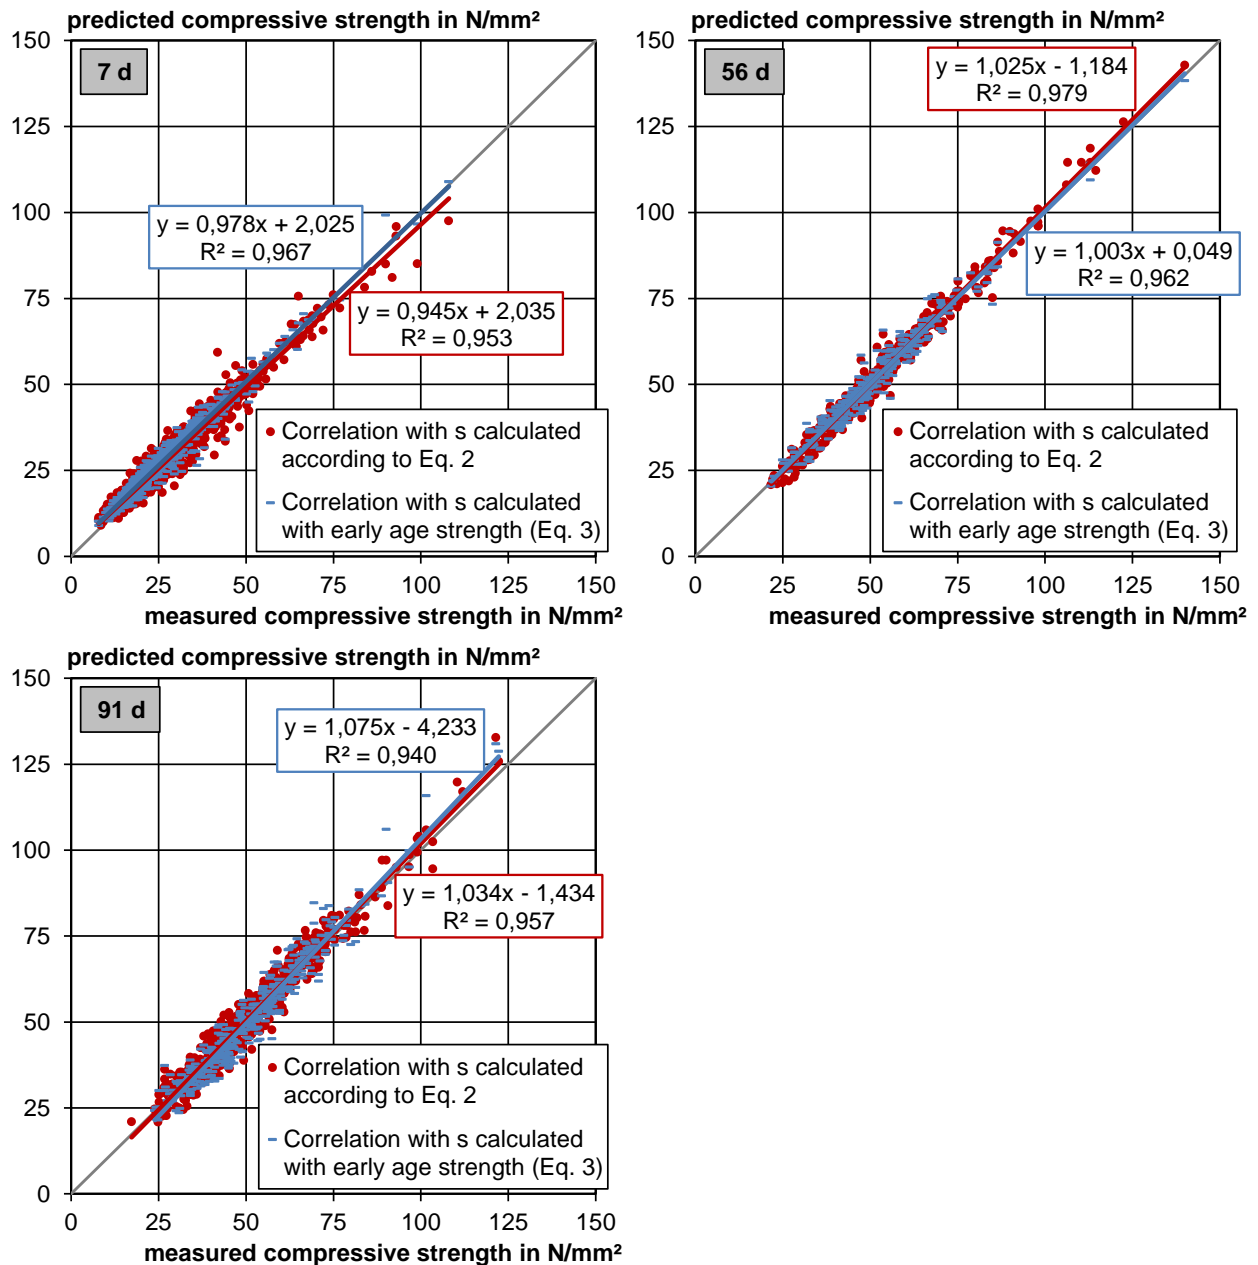 predicted compressive strength in N/mm²
7 d
150
125
100
75
50
25
0
y = 0,978x + 2,025
R² = 0,967
y = 0,945x + 2,035
R² = 0,953
Correlation with s calculated
according to Eq. 2
Correlation with s calculated
with early age strength (Eq. 3)
0 25 50 75 100 125 150
measured compressive strength in N/mm²
predicted compressive strength in N/mm²
56 d
150
125
100
75
50
25
0
y = 1,025x - 1,184
R² = 0,979
y = 1,003x + 0,049
R² = 0,962
Correlation with s calculated
according to Eq. 2
Correlation with s calculated
with early age strength (Eq. 3)
0 25 50 75 100 125 150
measured compressive strength in N/mm²
predicted compressive strength in N/mm²
91 d
150
125
100
75
50
25
0
y = 1,075x - 4,233
R² = 0,940
y = 1,034x - 1,434
R² = 0,957
Correlation with s calculated
according to Eq. 2
Correlation with s calculated
with early age strength (Eq. 3)
0 25 50 75 100 125 150
measured compressive strength in N/mm²